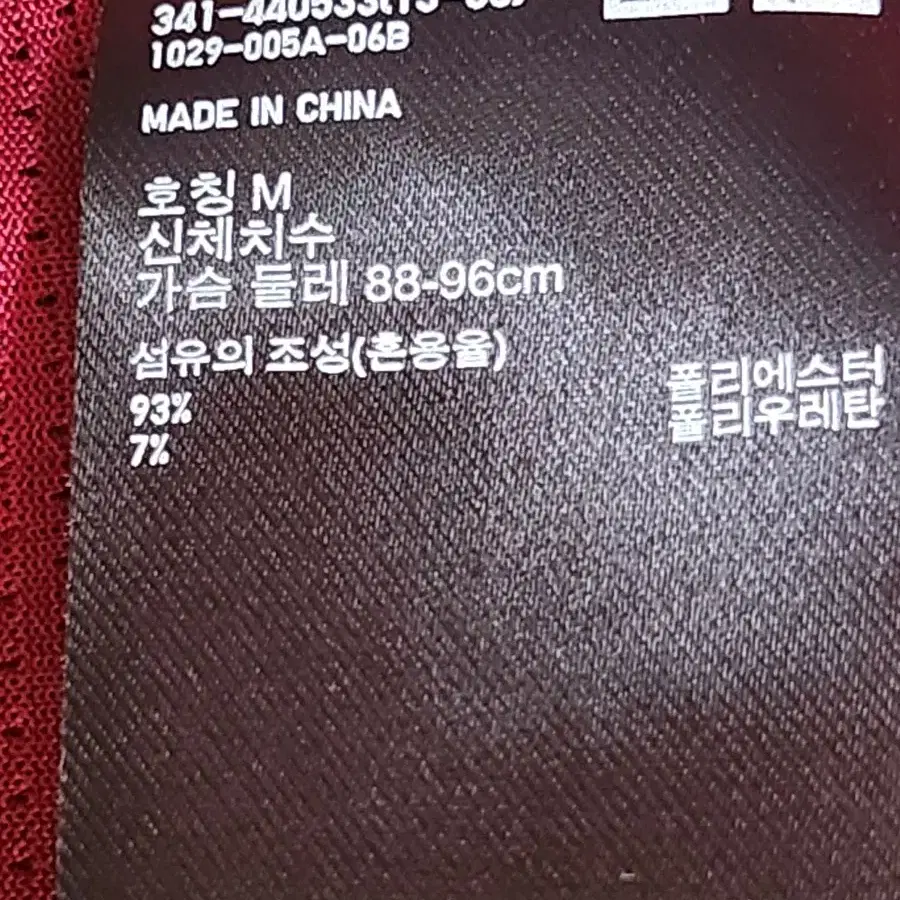 1029-005A-06B
MADE IN CHINA
호칭 M
신체치수
가슴 둘레 88-96cm
섬유의 조성(혼용율)
폴리에스터
93%
폴리우레탄
7%